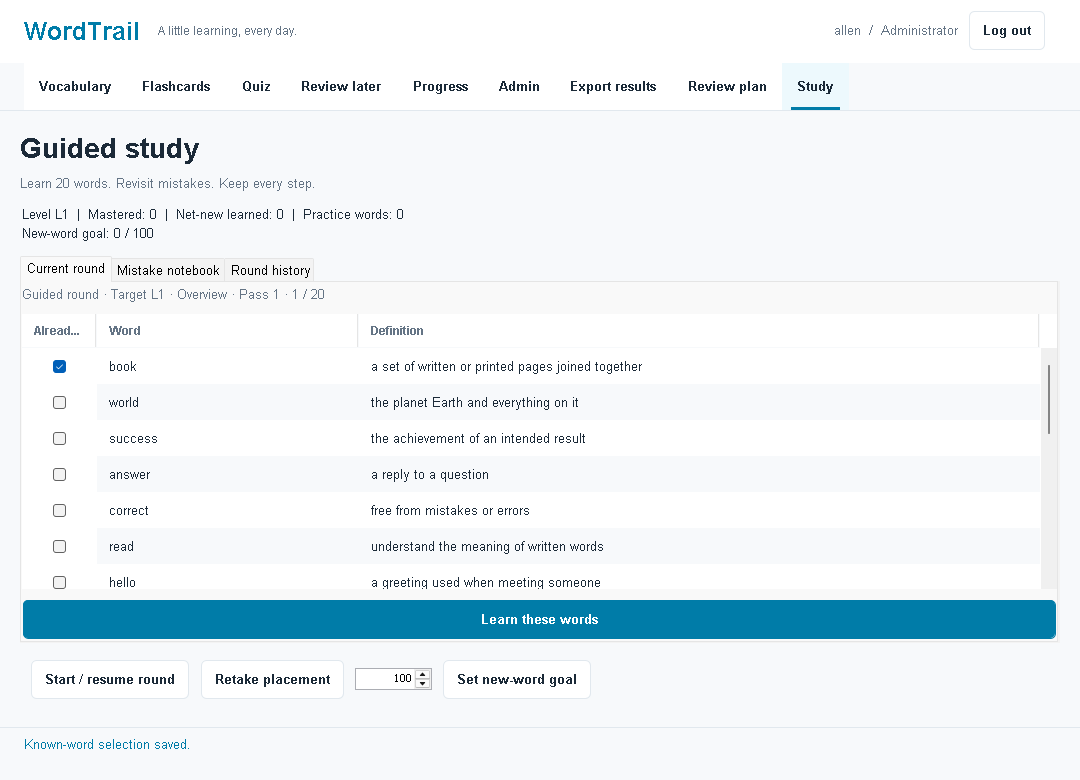 WordTrail A little learning, every day. allen / Administrator Log out
Vocabulary Flashcards Quiz Review later Progress Admin Export results Review plan Study
Guided study
Learn 20 words. Revisit mistakes. Keep every step.
Level L1 | Mastered: 0 | Net-new learned: 0 | Practice words: 0
New-word goal: 0 / 100
Current round Mistake notebook Round history
Guided round · Target L1 · Overview · Pass 1 · 1 / 20
Alread... Word Definition
book a set of written or printed pages joined together
world the planet Earth and everything on it
success the achievement of an intended result
answer a reply to a question
correct free from mistakes or errors
read understand the meaning of written words
hello a greeting used when meeting someone
Learn these words
Start / resume round Retake placement 100 Set new-word goal
Known-word selection saved.